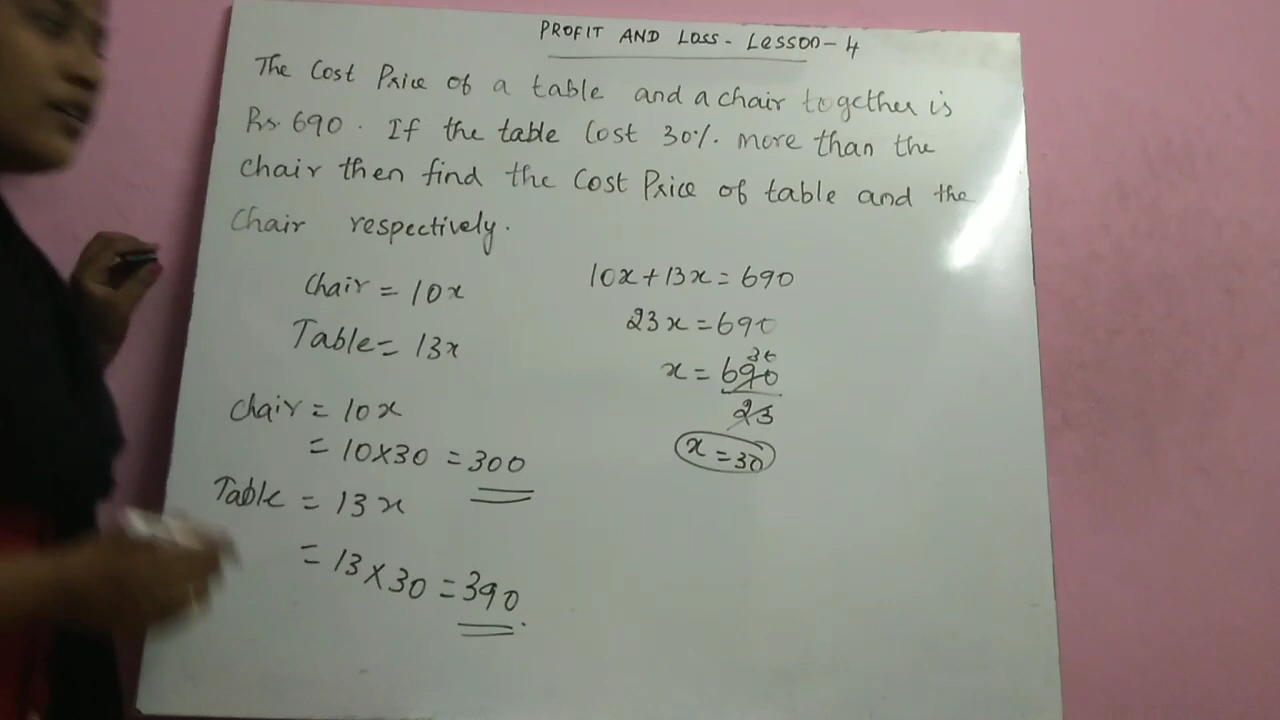 PROFIT AND LOSS - LESSON - 4
The Cost Price of a table and a chair together is
Rs 690. If the table Cost 30% more than the
chair then find the Cost Price of table and the
Chair respectively.
Chair = 10x
Table = 13x
10x + 13x = 690
23x = 690
30
x = 690
23
x = 30
Chair = 10x
= 10 × 30 = 300
Table = 13x
= 13 × 30 = 390